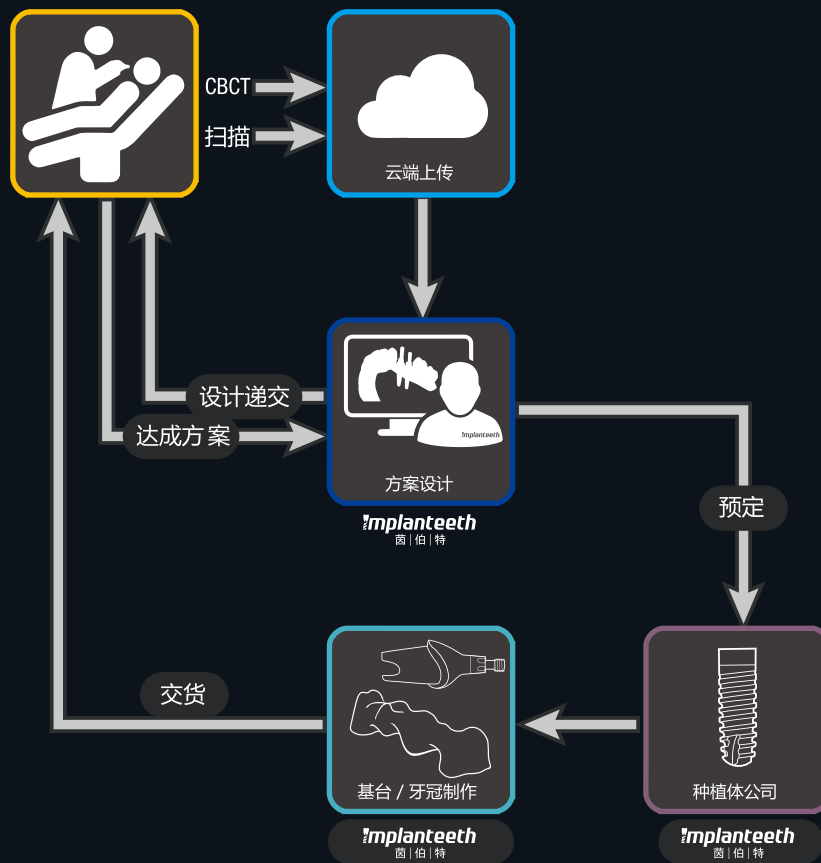 CBCT
扫描
云端上传
设计递交
达成方案
implanteeth
方案设计
implanteeth
茵|伯|特
预定
交货
基台 / 牙冠制作
种植体公司
implanteeth
茵|伯|特
implanteeth
茵|伯|特